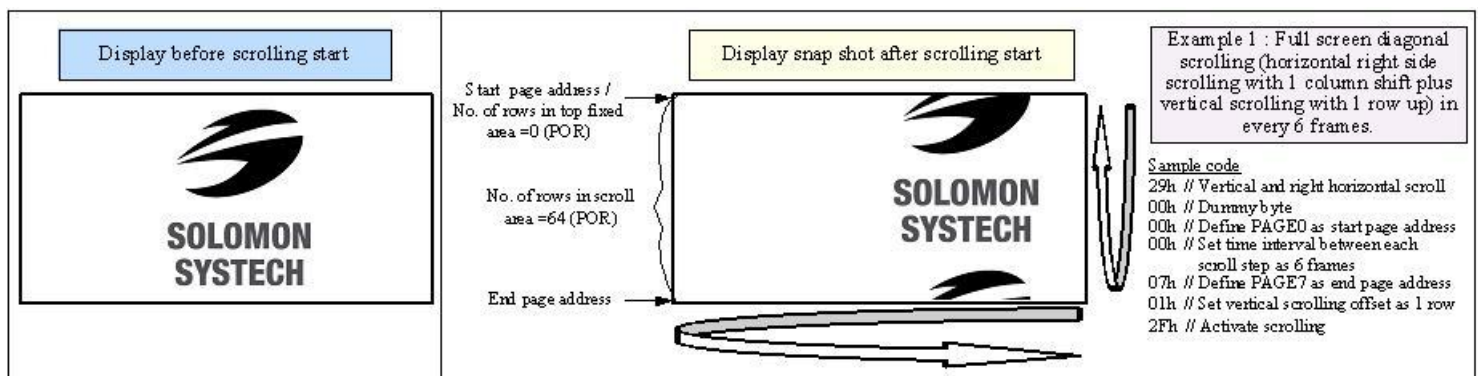 Display before scrolling start
SOLOMON
SYSTECH
Display snap shot after scrolling start
Start page address /
No. of rows in top fixed
area =0 (POR)
No. of rows in scroll
area =64 (POR)
End page address
SOLOMON
SYSTECH
Example 1 : Full screen diagonal
scrolling (horizontal right side
scrolling with 1 column shift plus
vertical scrolling with 1 row up) in
every 6 frames.
Sample code
29h // Vertical and right horizontal scroll
00h // Dummy byte
00h // Define PAGE0 as start page address
00h // Set time interval between each
scroll step as 6 frames
07h // Define PAGE7 as end page address
01h // Set vertical scrolling offset as 1 row
2Fh // Activate scrolling